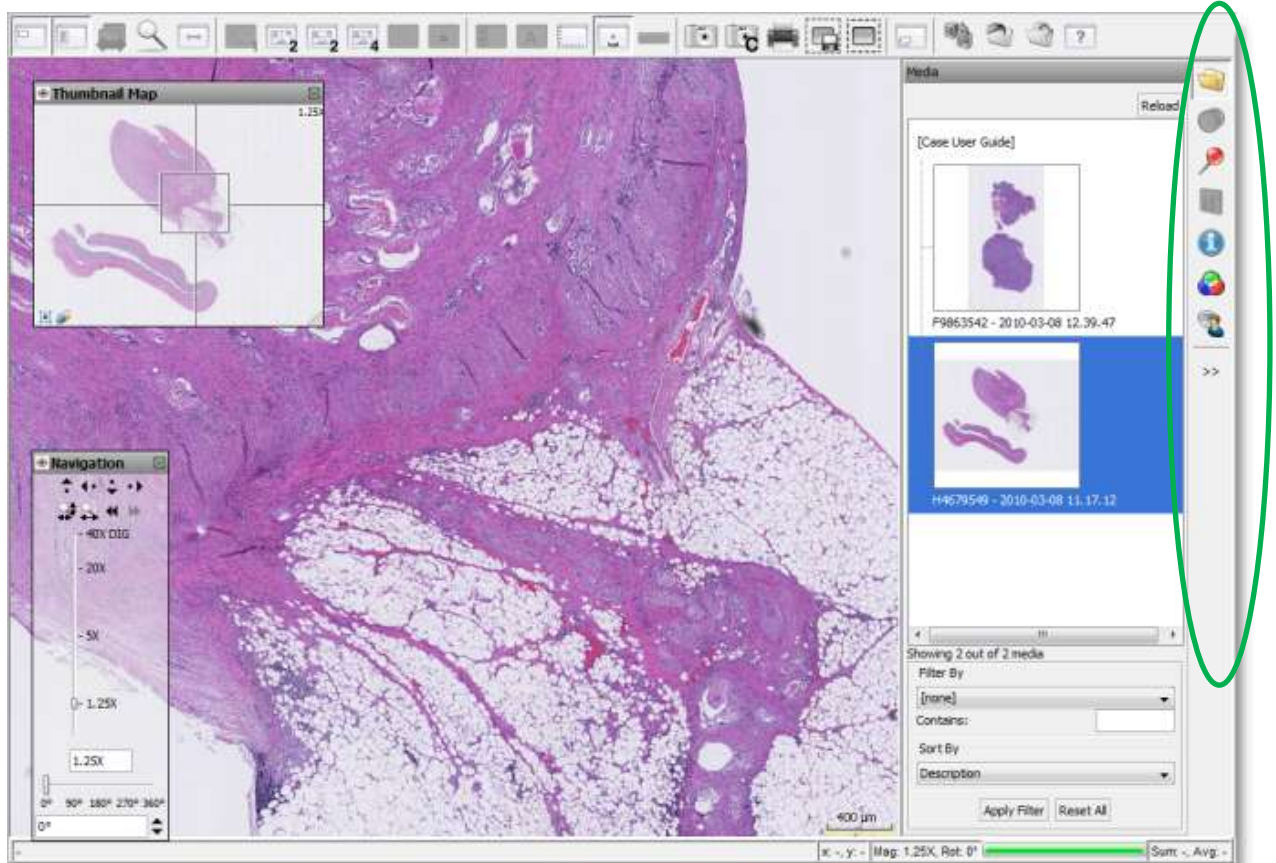 2
2
4
A
C
?
Thumbnail Map
1.25X
Media
Reload
[Case User Guide]
F9863542 - 2010-03-08 12.39.47
H4679549 - 2010-03-08 11.17.12
>>
Navigation
- 40X DIG
- 20X
- 5X
- 1.25X
1.25X
0° 90° 180° 270° 360°
0°
400 µm
Showing 2 out of 2 media
Filter By
[none]
Contains:
Sort By
Description
Apply Filter Reset All
- x: -, y: - Mag: 1.25X, Rot: 0° Sum: -, Avg: -